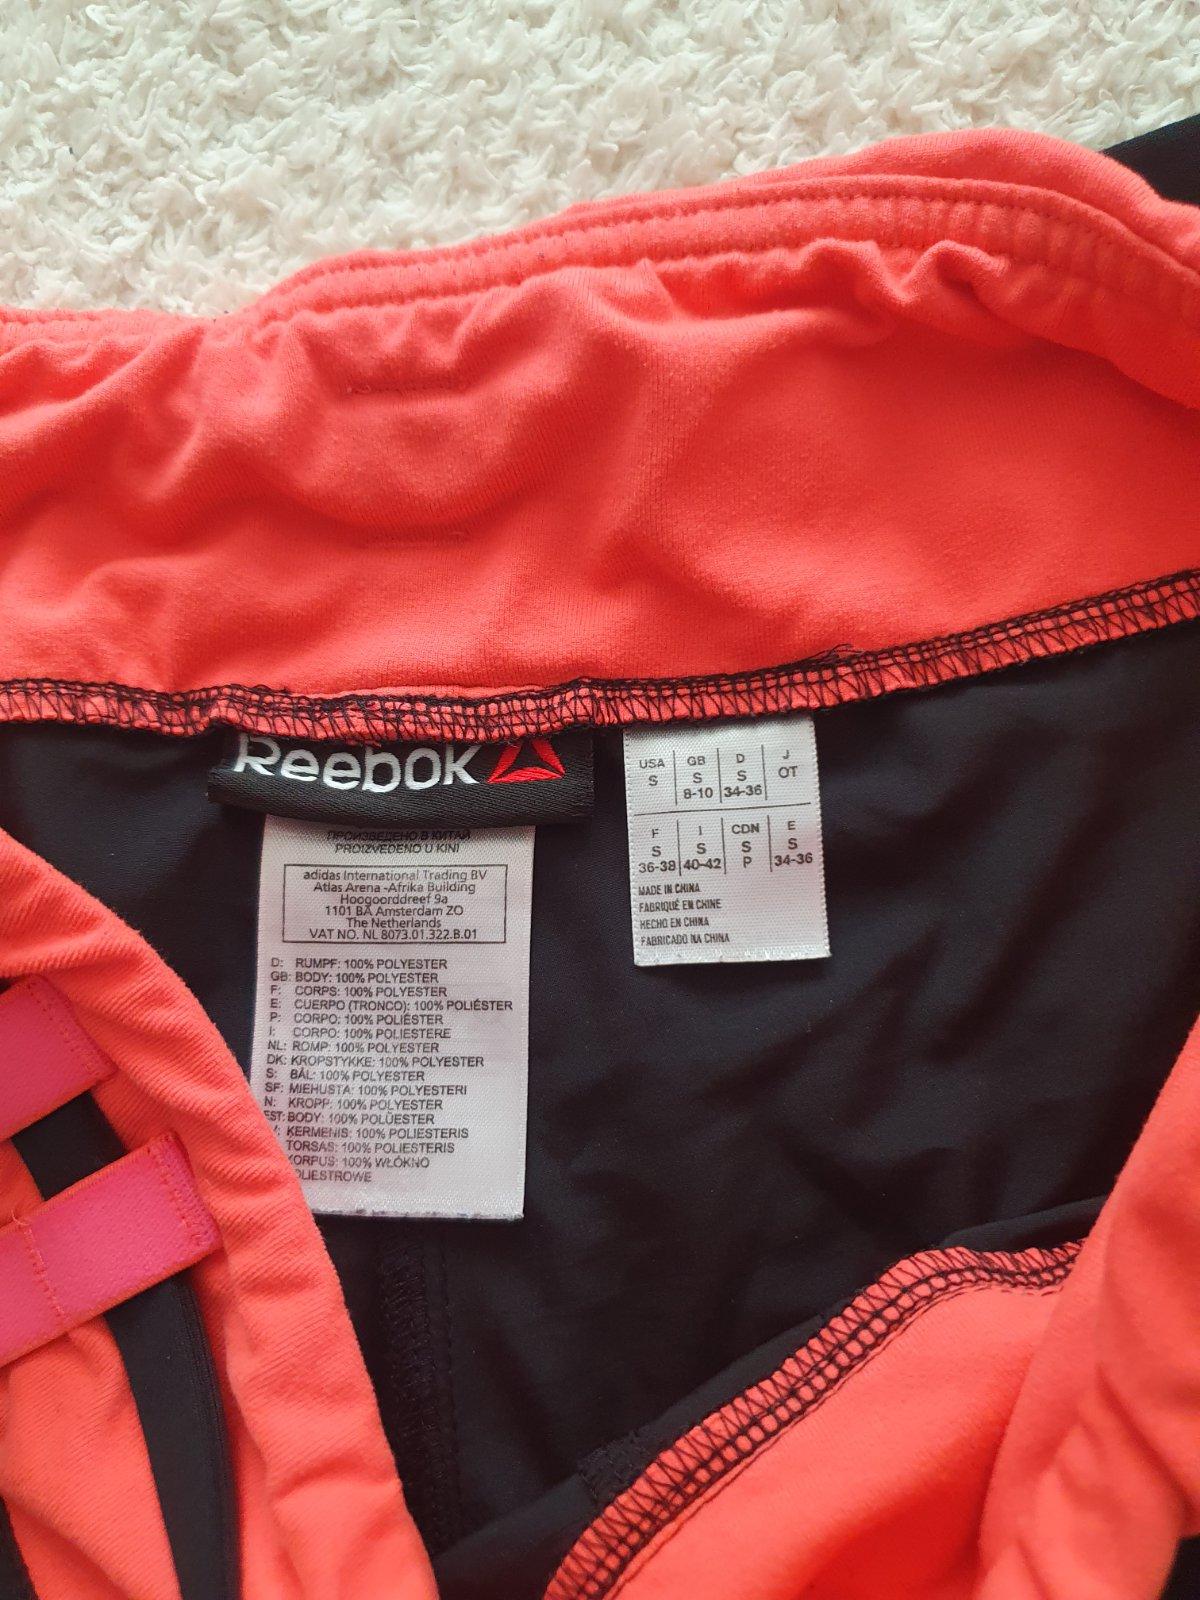 Reebok
ПРОИЗВЕДЕНО В КИТАЙ
PROIZVEDENO U KINI
adidas International Trading BV
Atlas Arena -Afrika Building
Hoogoorddreef 9a
1101 BA Amsterdam ZO
The Netherlands
VAT NO. NL 8073.01.322.B.01
D: RUMPF: 100% POLYESTER
GB: BODY: 100% POLYESTER
F: CORPS: 100% POLYESTER
E: CUERPO (TRONCO): 100% POLIÉSTER
P: CORPO: 100% POLIÉSTER
I: CORPO: 100% POLIESTERE
NL: ROMP: 100% POLYESTER
DK: KROPSTYKKE: 100% POLYESTER
S: BÅL: 100% POLYESTER
SF: MIEHUSTA: 100% POLYESTERI
N: KROPP: 100% POLYESTER
EST: BODY: 100% POLÜESTER
KERMENIS: 100% POLIESTERIS
TORSAS: 100% POLIESTERIS
KORPUS: 100% WŁÓKNO
POLIESTROWE
USA GB D J
S S S OT
8-10 34-36
F I CDN E
S S S S
36-38 40-42 P 34-36
MADE IN CHINA
FABRIQUÉ EN CHINE
HECHO EN CHINA
FABRICADO NA CHINA